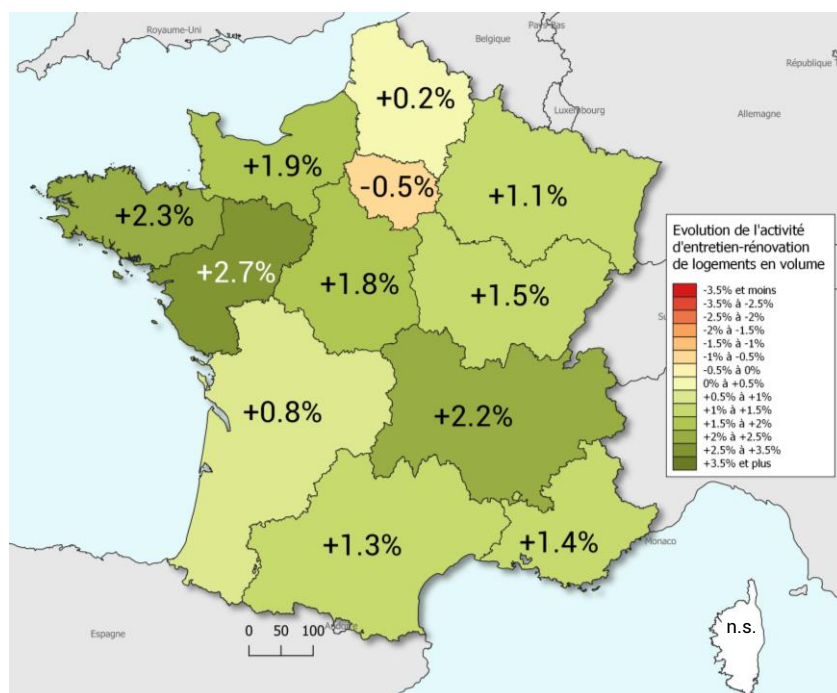 Royaume-Uni
Pays-Bas
Belgique
République T
Luxembourg
Allemagne
+0.2%
+1.9%
-0.5%
+1.1%
+2.3%
+2.7%
+1.8%
+1.5%
+0.8%
+2.2%
+1.3%
+1.4%
Evolution de l'activité
d'entretien-rénovation
de logements en volume
-3.5% et moins
-3.5% à -2.5%
-2.5% à -2%
-2% à -1.5%
-1.5% à -1%
-1% à -0.5%
-0.5% à 0%
0% à +0.5%
+0.5% à +1%
+1% à +1.5%
+1.5% à +2%
+2% à +2.5%
+2.5% à +3.5%
+3.5% et plus
Su
Monaco
n.s.
Espagne
Andorre
0 50 100